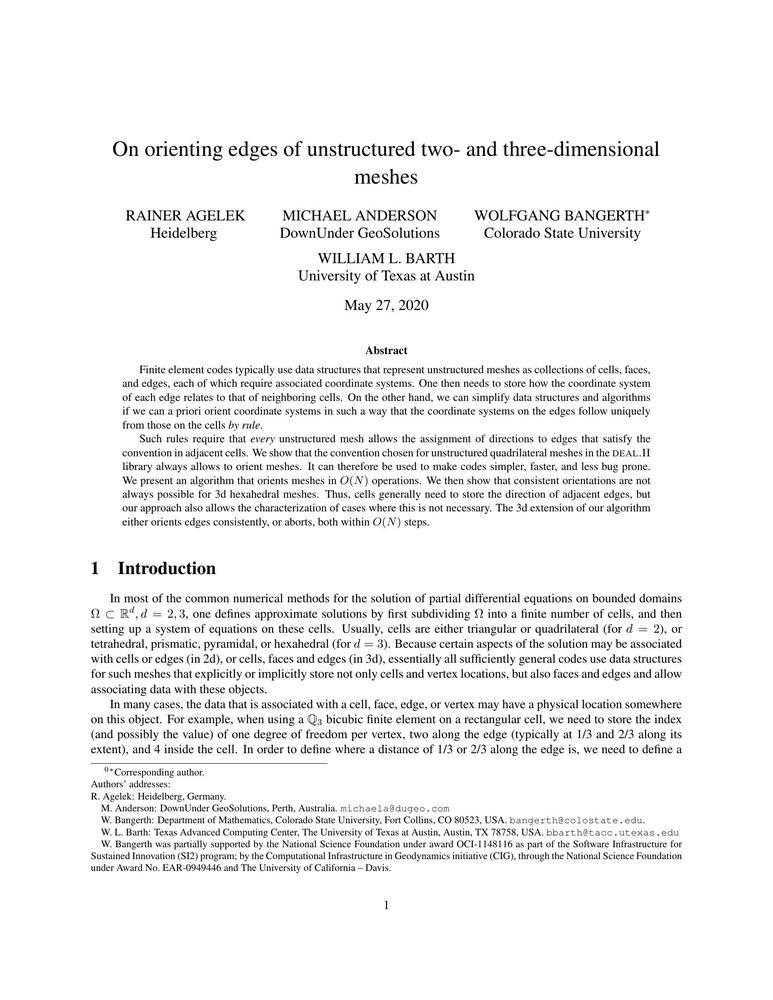 On orienting edges of unstructured two- and three-dimensional
meshes
RAINER AGELEK MICHAEL ANDERSON WOLFGANG BANGERTH*
Heidelberg DownUnder GeoSolutions Colorado State University
WILLIAM L. BARTH
University of Texas at Austin
May 27, 2020
Abstract
Finite element codes typically use data structures that represent unstructured meshes as collections of cells, faces,
and edges, each of which require associated coordinate systems. One then needs to store how the coordinate system
of each edge relates to that of neighboring cells. On the other hand, we can simplify data structures and algorithms
if we can a priori orient coordinate systems in such a way that the coordinate systems on the edges follow uniquely
from those on the cells by rule.
Such rules require that every unstructured mesh allows the assignment of directions to edges that satisfy the
convention in adjacent cells. We show that the convention chosen for unstructured quadrilateral meshes in the DEAL.II
library always allows to orient meshes. It can therefore be used to make codes simpler, faster, and less bug prone.
We present an algorithm that orients meshes in O(N) operations. We then show that consistent orientations are not
always possible for 3d hexahedral meshes. Thus, cells generally need to store the direction of adjacent edges, but
our approach also allows the characterization of cases where this is not necessary. The 3d extension of our algorithm
either orients edges consistently, or aborts, both within O(N) steps.
1 Introduction
In most of the common numerical methods for the solution of partial differential equations on bounded domains
Ω ⊂ ℝᵈ, d = 2, 3, one defines approximate solutions by first subdividing Ω into a finite number of cells, and then
setting up a system of equations on these cells. Usually, cells are either triangular or quadrilateral (for d = 2), or
tetrahedral, prismatic, pyramidal, or hexahedral (for d = 3). Because certain aspects of the solution may be associated
with cells or edges (in 2d), or cells, faces and edges (in 3d), essentially all sufficiently general codes use data structures
for such meshes that explicitly or implicitly store not only cells and vertex locations, but also faces and edges and allow
associating data with these objects.
In many cases, the data that is associated with a cell, face, edge, or vertex may have a physical location somewhere
on this object. For example, when using a ℚ₃ bicubic finite element on a rectangular cell, we need to store the index
(and possibly the value) of one degree of freedom per vertex, two along the edge (typically at 1/3 and 2/3 along its
extent), and 4 inside the cell. In order to define where a distance of 1/3 or 2/3 along the edge is, we need to define a
⁰*Corresponding author.
Authors' addresses:
R. Agelek: Heidelberg, Germany.
M. Anderson: DownUnder GeoSolutions, Perth, Australia. michaela@dugeo.com
W. Bangerth: Department of Mathematics, Colorado State University, Fort Collins, CO 80523, USA. bangerth@colostate.edu.
W. L. Barth: Texas Advanced Computing Center, The University of Texas at Austin, Austin, TX 78758, USA. bbarth@tacc.utexas.edu
W. Bangerth was partially supported by the National Science Foundation under award OCI-1148116 as part of the Software Infrastructure for
Sustained Innovation (SI2) program; by the Computational Infrastructure in Geodynamics initiative (CIG), through the National Science Foundation
under Award No. EAR-0949446 and The University of California – Davis.
1